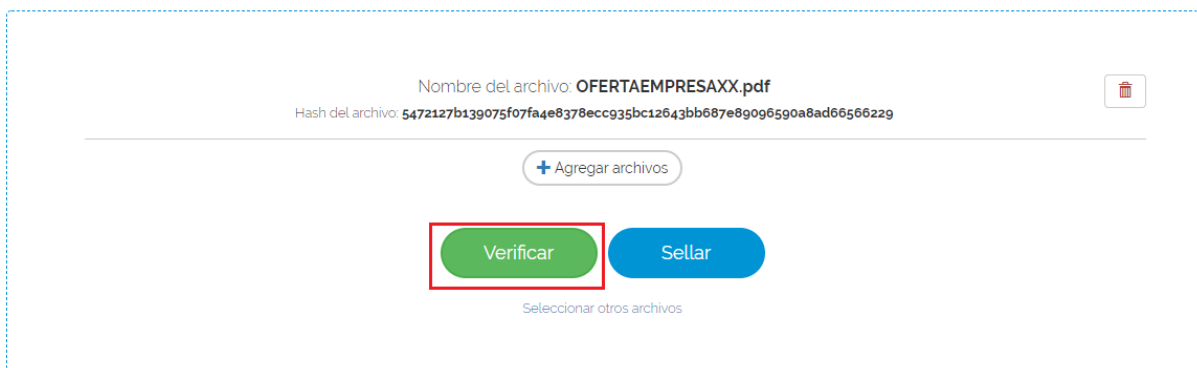 Nombre del archivo: OFERTAEMPRESAXX.pdf
Hash del archivo: 5472127b139075f07fa4e8378ecc935bc12643bb687e89096590a8ad66566229
+ Agregar archivos
Verificar
Sellar
Seleccionar otros archivos